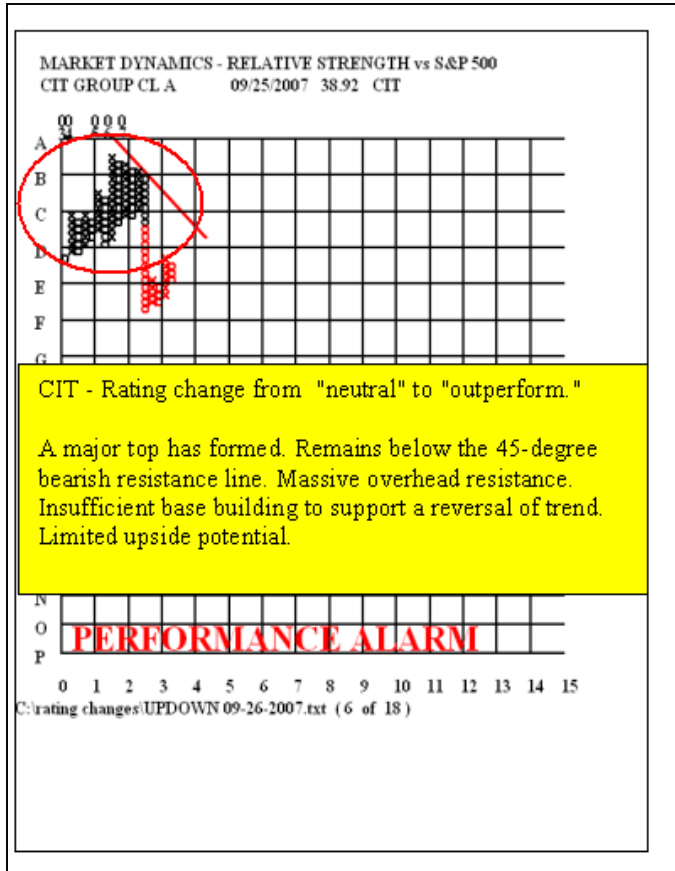 MARKET DYNAMICS - RELATIVE STRENGTH vs S&P 500
CIT GROUP CL A 09/25/2007 38.92 CIT
A
B
C
D
E
F
G
CIT - Rating change from "neutral" to "outperform."
A major top has formed. Remains below the 45-degree
bearish resistance line. Massive overhead resistance.
Insufficient base building to support a reversal of trend.
Limited upside potential.
N
O
PERFORMANCE ALARM
P
0 1 2 3 4 5 6 7 8 9 10 11 12 13 14 15
C:\rating changes\UPDOWN 09-26-2007.txt ( 6 of 18 )